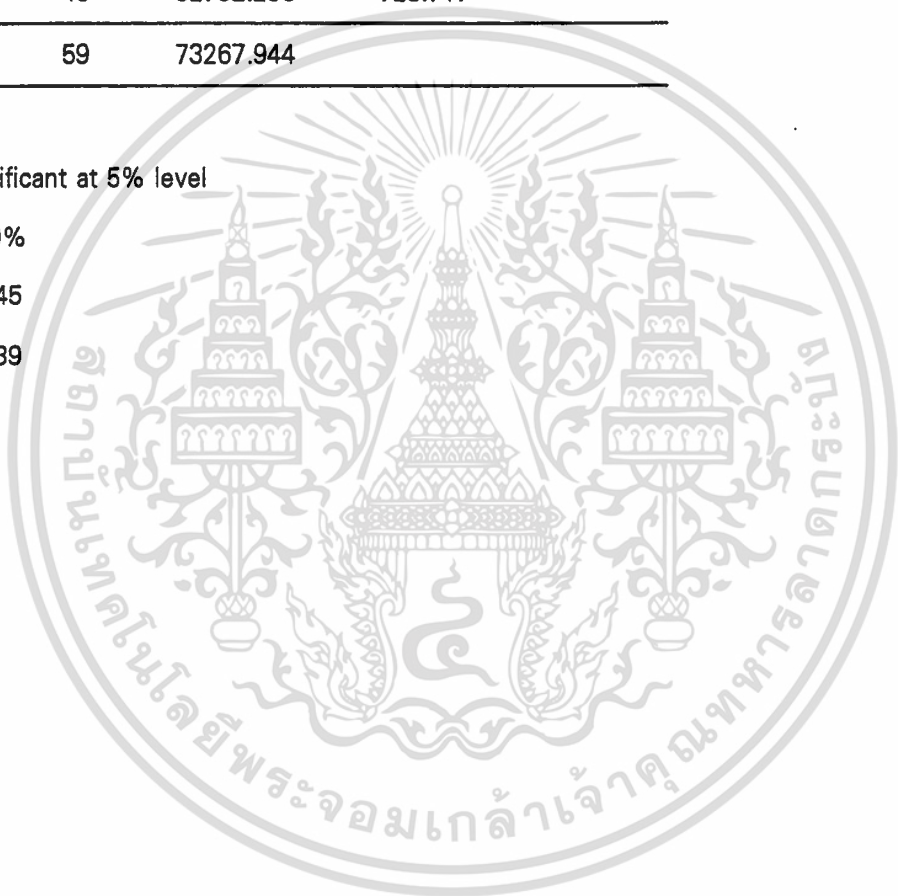 59 73267.944
ificant at 5% level
%
45
39
สถาบันเทคโนโลยีพระจอมเกล้าเจ้าคุณทหารลาดกระบัง